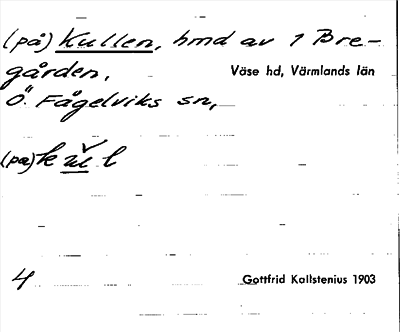 (på) Kullen, hmd av 1 Bre-
gården,
Väse hd, Värmlands län
Ö. Fågelviks sn,
(på) kŭl
4
Gottfrid Kallstenius 1903